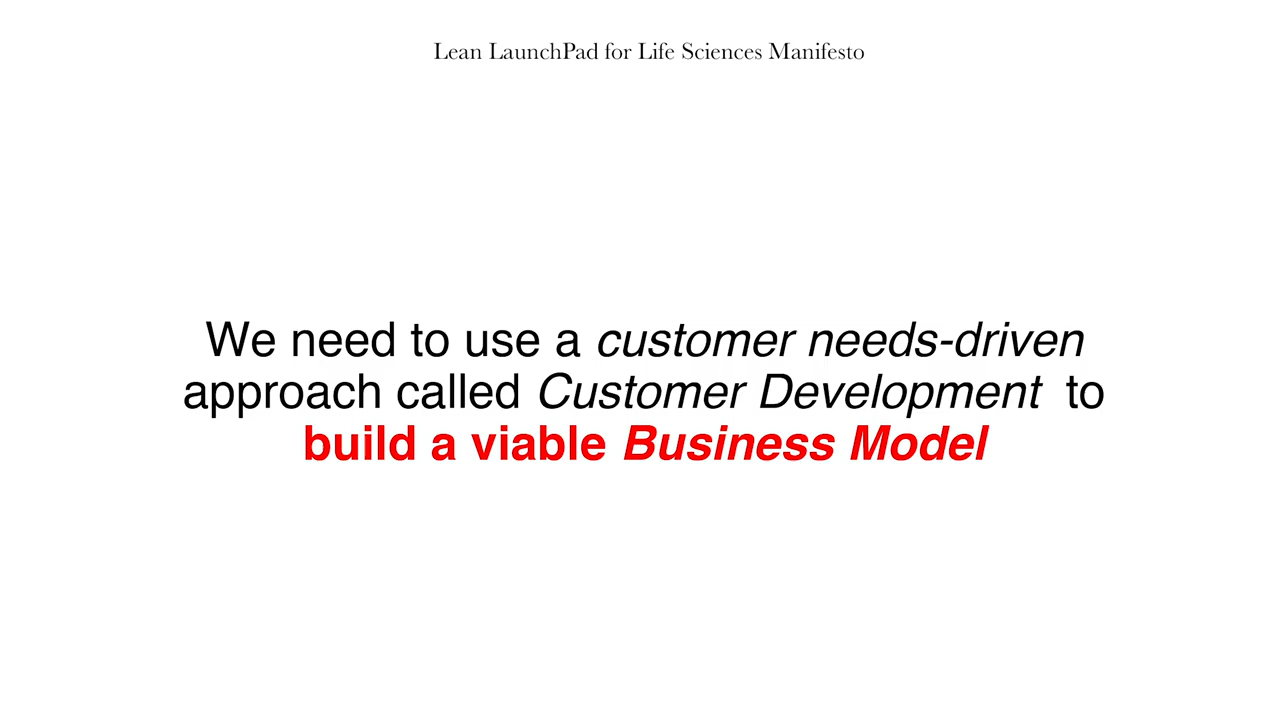 Lean LaunchPad for Life Sciences Manifesto
We need to use a customer needs-driven
approach called Customer Development to
build a viable Business Model